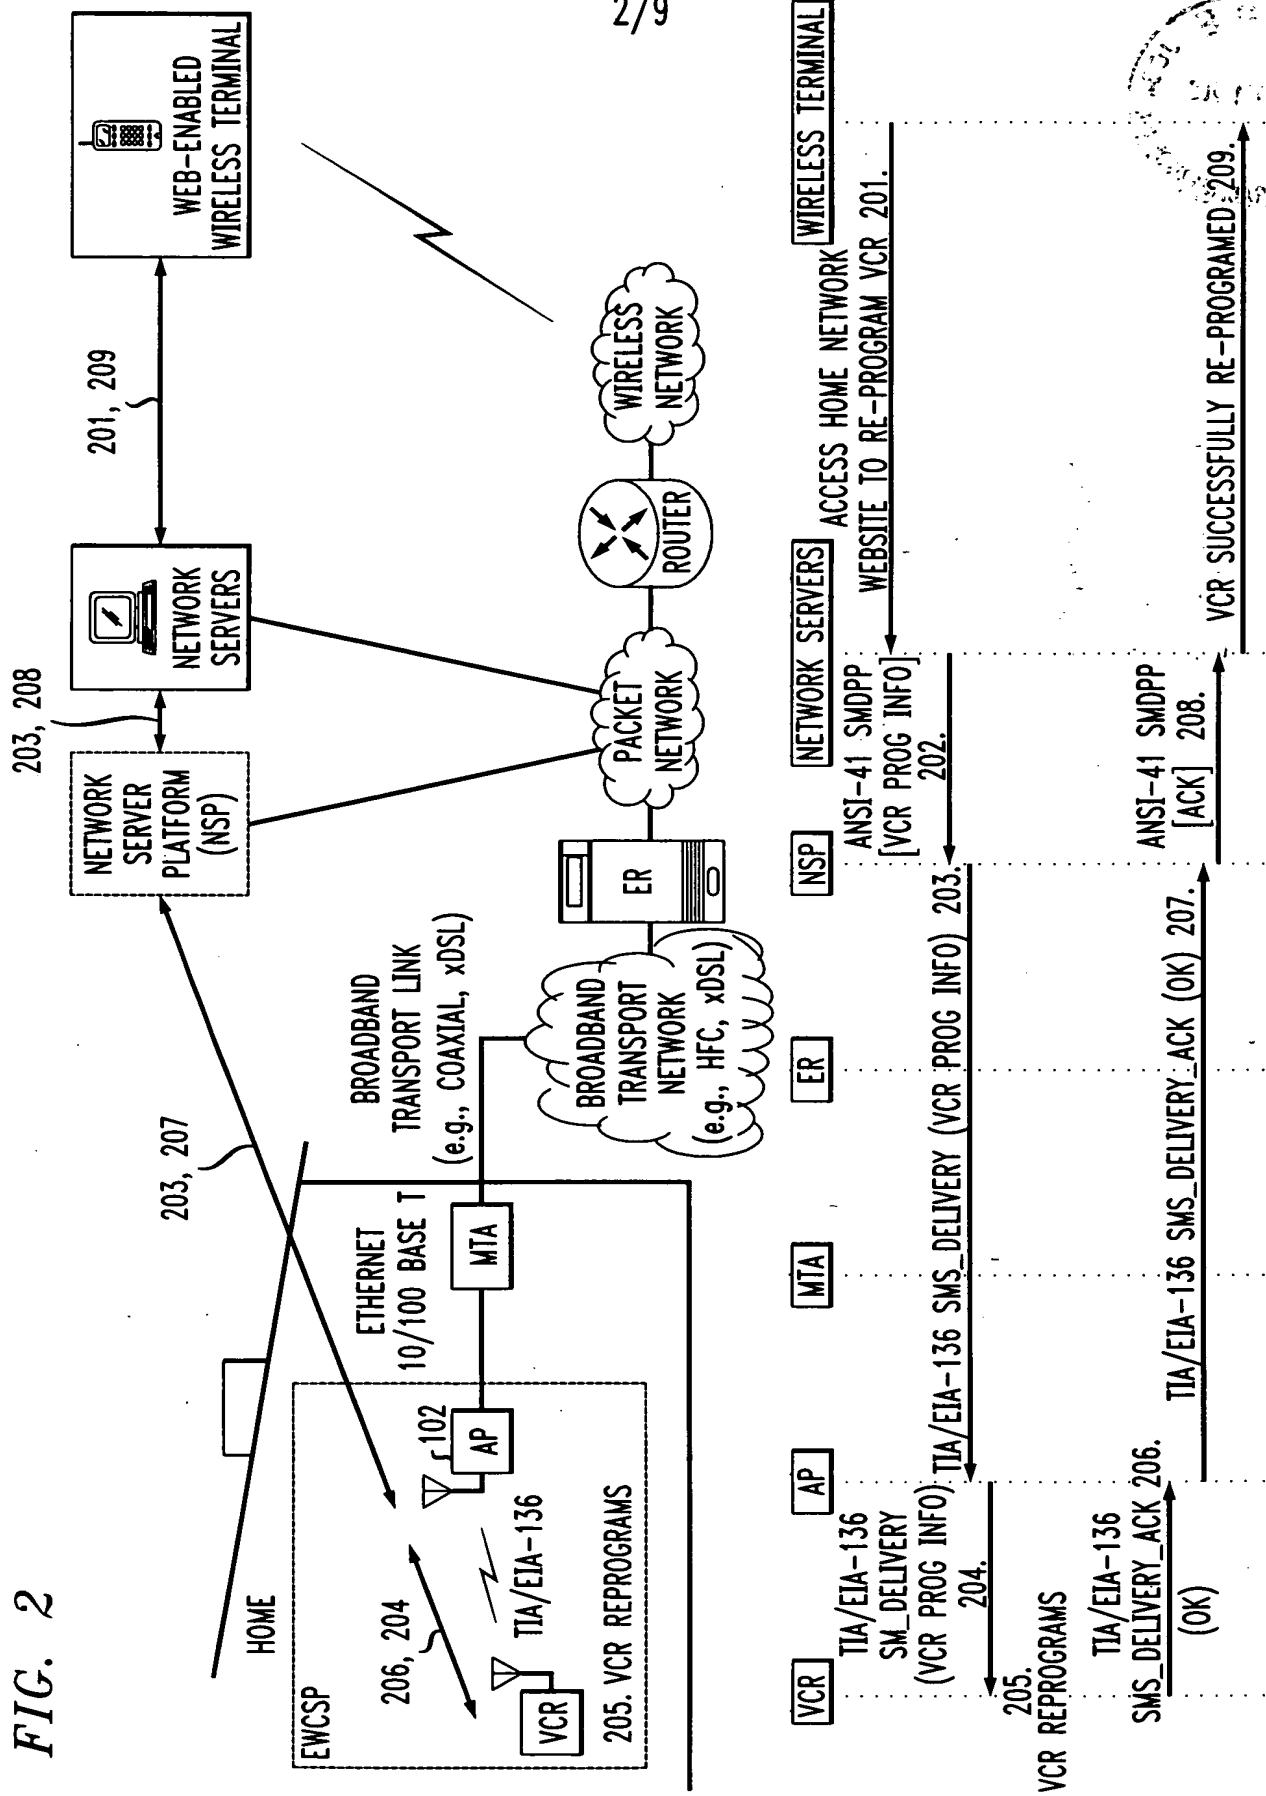 2/9
FIG. 2
HOME
EWCSP
206, 204
VCR
TIA/EIA-136
205. VCR REPROGRAMS
102
AP
ETHERNET
10/100 BASE T
MTA
203, 207
BROADBAND
TRANSPORT LINK
(e.g., COAXIAL, xDSL)
BROADBAND
TRANSPORT
NETWORK
(e.g., HFC, xDSL)
ER
NETWORK
SERVER
PLATFORM
(NSP)
203, 208
NETWORK
SERVERS
PACKET
NETWORK
ROUTER
WIRELESS
NETWORK
201, 209
WEB-ENABLED
WIRELESS TERMINAL
VCR
AP
MTA
ER
NSP
NETWORK SERVERS
WIRELESS TERMINAL
ACCESS HOME NETWORK
WEBSITE TO RE-PROGRAM VCR 201.
ANSI-41 SMDPP
[VCR PROG INFO]
202.
TIA/EIA-136 SMS_DELIVERY (VCR PROG INFO) 203.
TIA/EIA-136
SM_DELIVERY
(VCR PROG INFO)
204.
205.
VCR REPROGRAMS
TIA/EIA-136
SMS_DELIVERY_ACK 206.
(OK)
TIA/EIA-136 SMS_DELIVERY_ACK (OK) 207.
ANSI-41 SMDPP
[ACK] 208.
VCR SUCCESSFULLY RE-PROGRAMED 209.